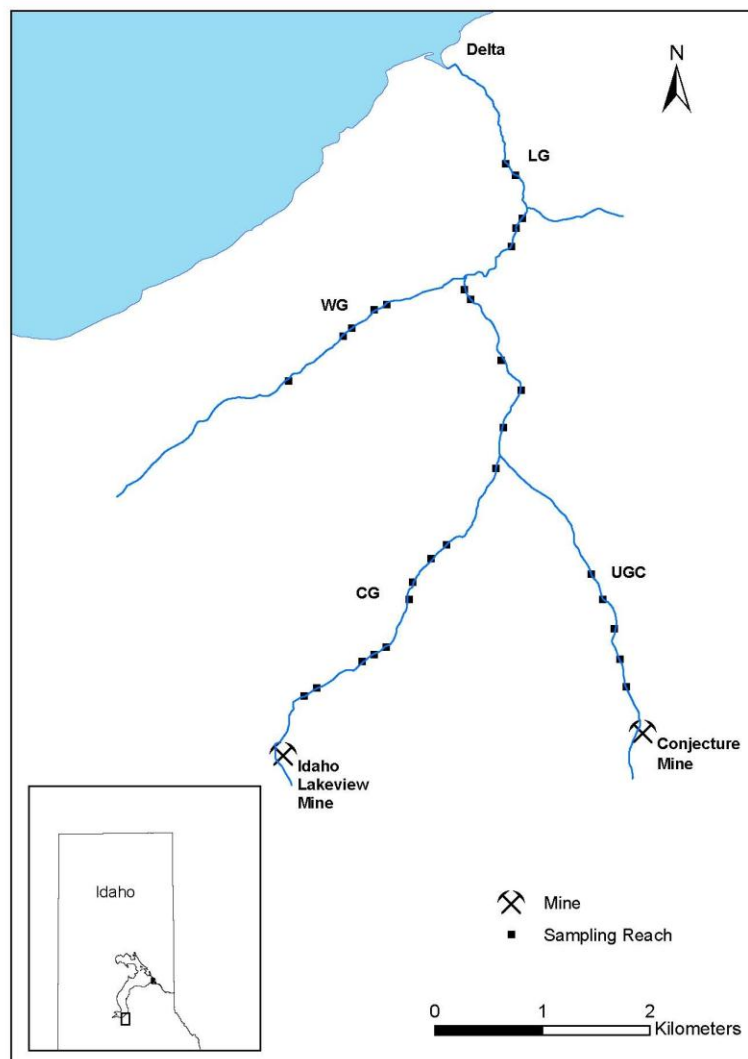 Delta
N
LG
WG
UGC
CG
Idaho
Lakeview
Mine
Conjecture
Mine
Idaho
Mine
Sampling Reach
0 1 2
Kilometers